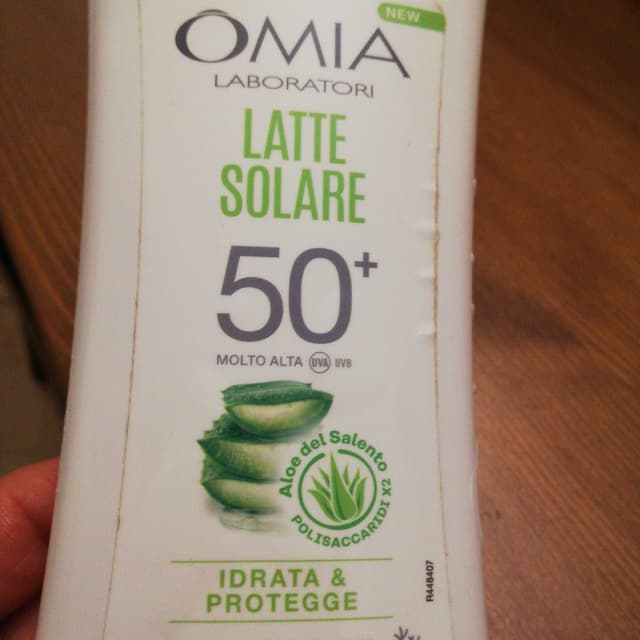 NEW
OMIA
LABORATORI
LATTE
SOLARE
50+
MOLTO ALTA UVA UVB
Aloe del Salento
POLISACCARIDI X2
IDRATA &
PROTEGGE
R448407